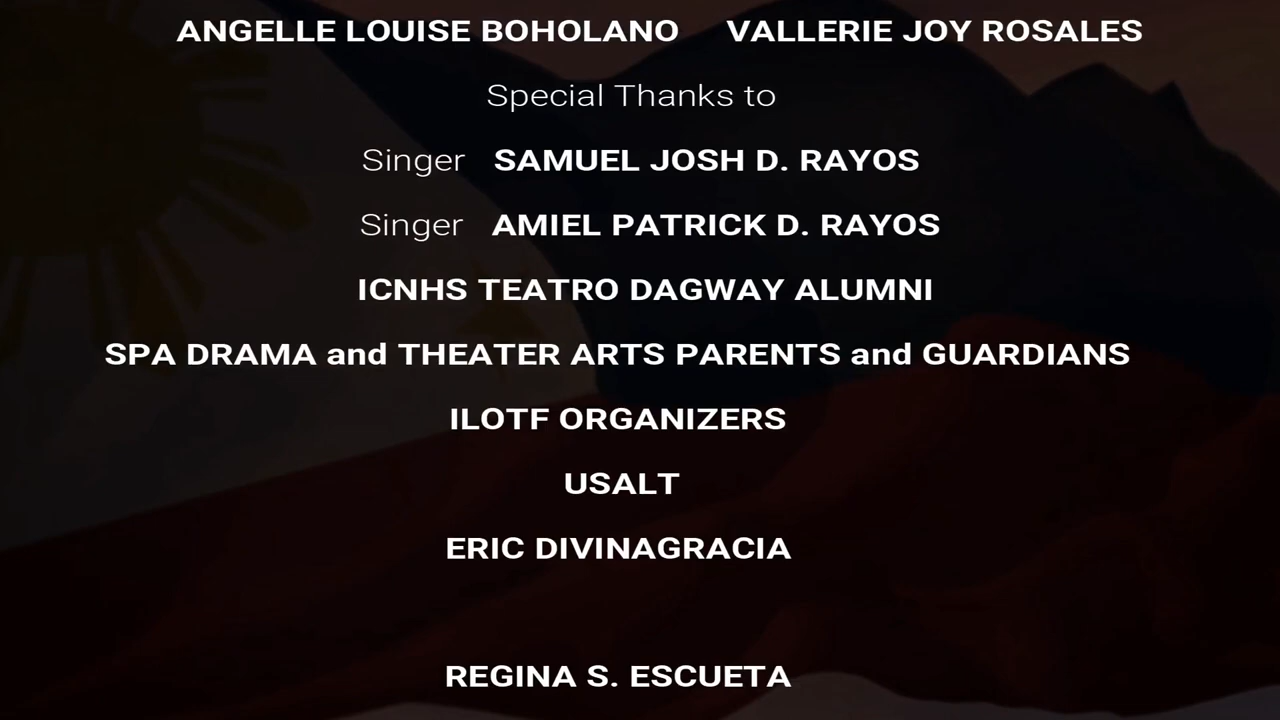 ANGELLE LOUISE BOHOLANO VALLERIE JOY ROSALES
Special Thanks to
Singer SAMUEL JOSH D. RAYOS
Singer AMIEL PATRICK D. RAYOS
ICNHS TEATRO DAGWAY ALUMNI
SPA DRAMA and THEATER ARTS PARENTS and GUARDIANS
ILOTF ORGANIZERS
USALT
ERIC DIVINAGRACIA
REGINA S. ESCUETA